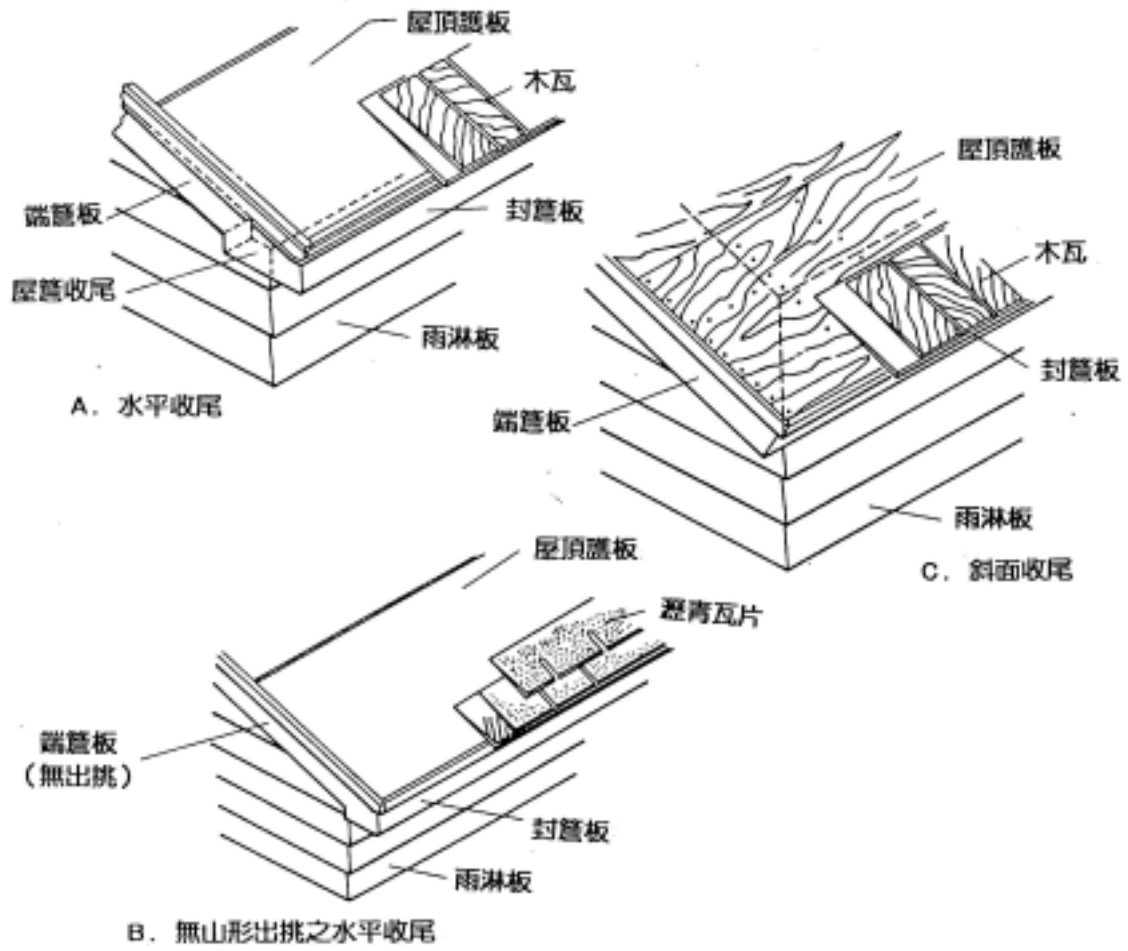 屋頂護板
木瓦
端簷板
封簷板
屋簷收尾
雨淋板
A. 水平收尾
屋頂護板
木瓦
封簷板
端簷板
雨淋板
C. 斜面收尾
屋頂護板
瀝青瓦片
端簷板
(無出挑)
封簷板
雨淋板
B. 無山形出挑之水平收尾